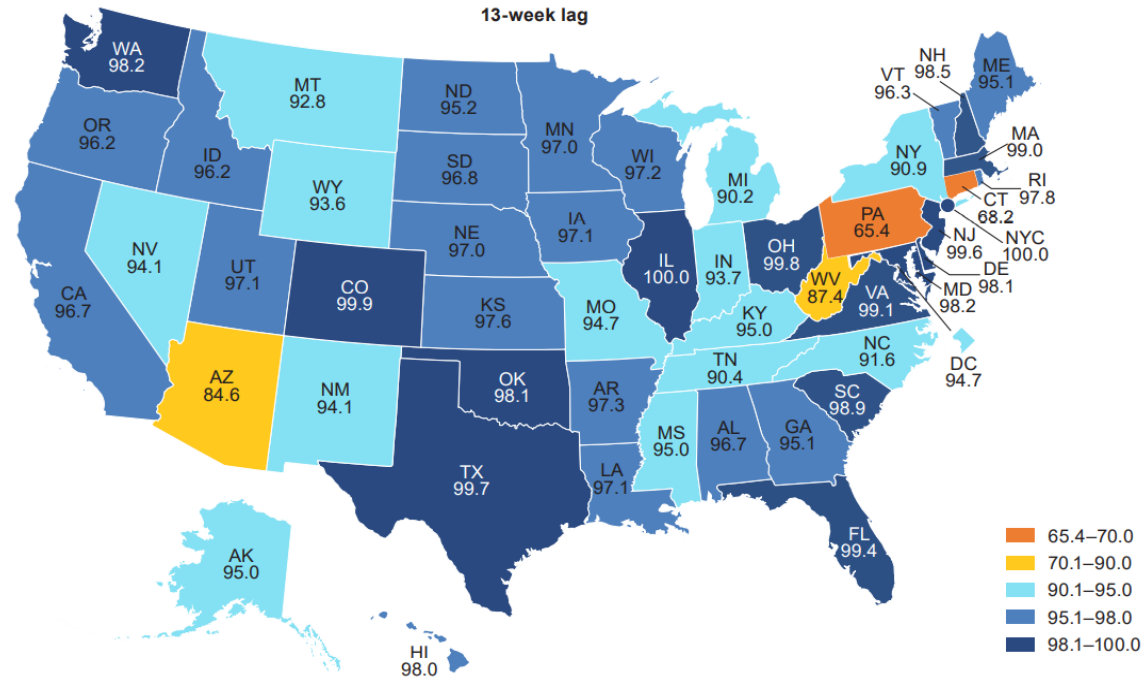 13-week lag
WA
98.2
MT
92.8
ND
95.2
MN
97.0
OR
96.2
ID
96.2
WY
93.6
SD
96.8
WI
97.2
MI
90.2
NY
90.9
VT
96.3
NH
98.5
ME
95.1
MA
99.0
RI
97.8
CT
68.2
NYC
100.0
NJ
99.6
DE
98.1
MD
98.2
DC
94.7
PA
65.4
NV
94.1
UT
97.1
CO
99.9
NE
97.0
IA
97.1
IL
100.0
IN
93.7
OH
99.8
WV
87.4
VA
99.1
CA
96.7
KS
97.6
MO
94.7
KY
95.0
NC
91.6
TN
90.4
AZ
84.6
NM
94.1
OK
98.1
AR
97.3
SC
98.9
MS
95.0
AL
96.7
GA
95.1
TX
99.7
LA
97.1
FL
99.4
AK
95.0
HI
98.0
65.4–70.0
70.1–90.0
90.1–95.0
95.1–98.0
98.1–100.0